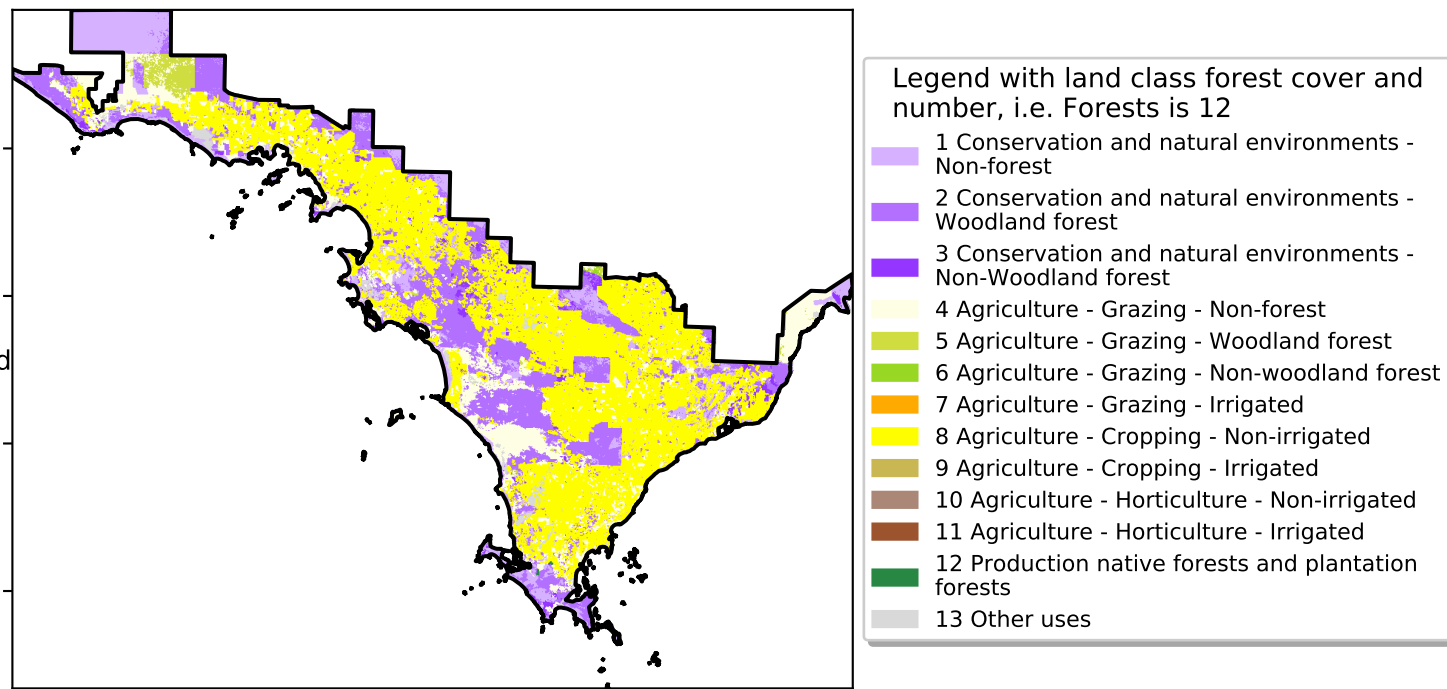 d
Legend with land class forest cover and
number, i.e. Forests is 12
1 Conservation and natural environments -
Non-forest
2 Conservation and natural environments -
Woodland forest
3 Conservation and natural environments -
Non-Woodland forest
4 Agriculture - Grazing - Non-forest
5 Agriculture - Grazing - Woodland forest
6 Agriculture - Grazing - Non-woodland forest
7 Agriculture - Grazing - Irrigated
8 Agriculture - Cropping - Non-irrigated
9 Agriculture - Cropping - Irrigated
10 Agriculture - Horticulture - Non-irrigated
11 Agriculture - Horticulture - Irrigated
12 Production native forests and plantation
forests
13 Other uses